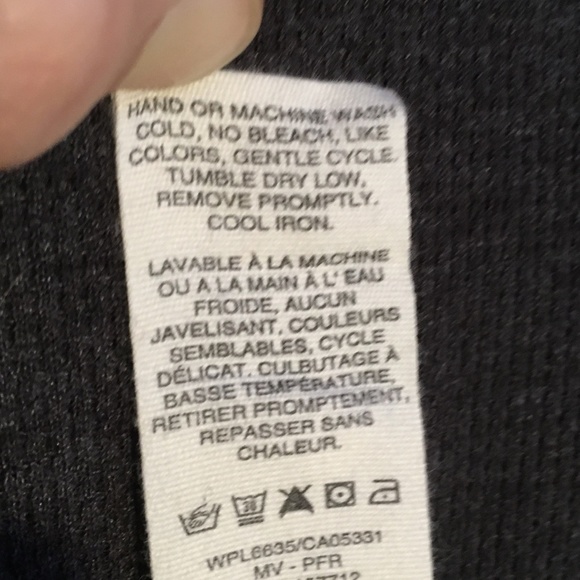 HAND OR MACHINE WASH
COLD, NO BLEACH, LIKE
COLORS, GENTLE CYCLE.
TUMBLE DRY LOW,
REMOVE PROMPTLY.
COOL IRON.
LAVABLE À LA MACHINE
OU A LA MAIN À L' EAU
FROIDE, AUCUN
JAVELISANT, COULEURS
SEMBLABLES, CYCLE
DÉLICAT. CULBUTAGE À
BASSE TEMPÉRATURE,
RETIRER PROMPTEMENT,
REPASSER SANS
CHALEUR.
30
WPL6635/CA05331
MV - PFR